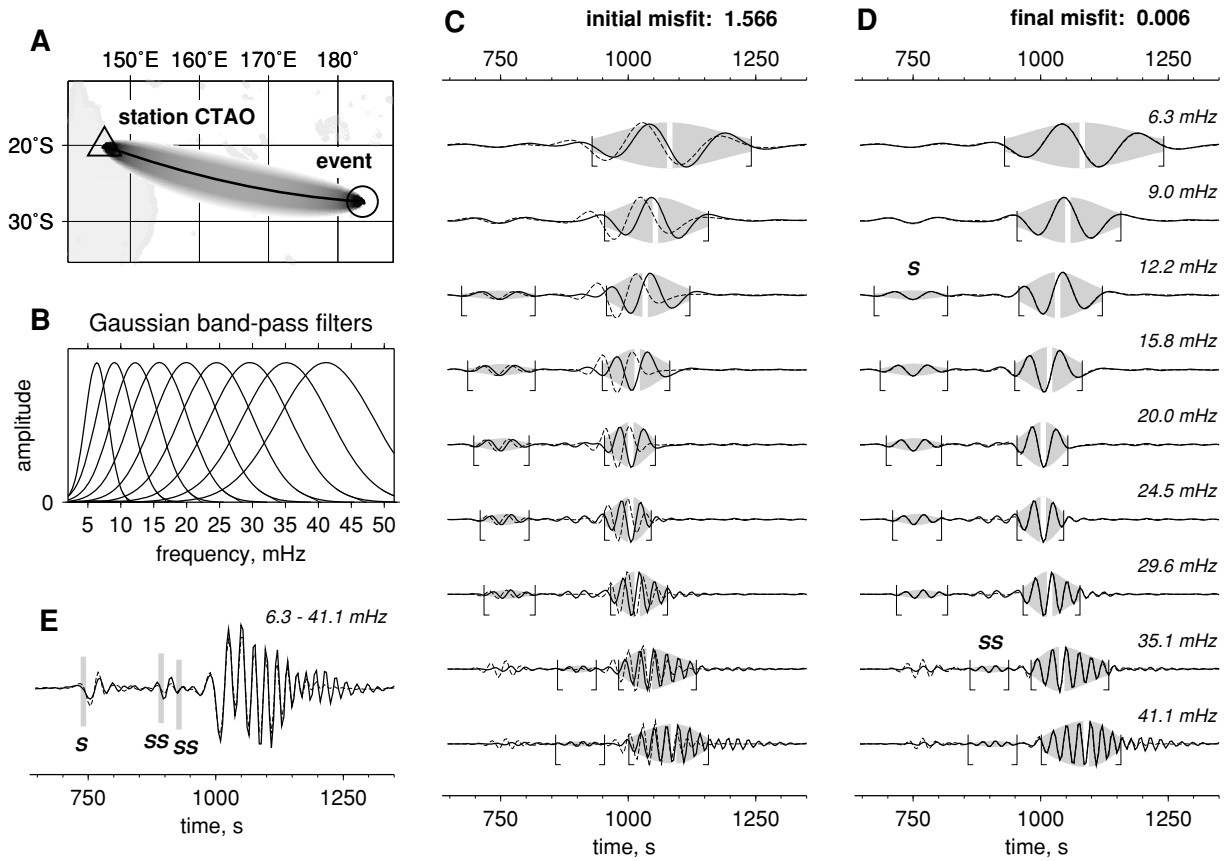 A
150°E 160°E 170°E 180°
station CTAO
event
20°S
30°S
B Gaussian band-pass filters
amplitude
0
5 10 15 20 25 30 35 40 45 50
frequency, mHz
E
6.3 - 41.1 mHz
S SS SS
750 1000 1250
time, s
C initial misfit: 1.566
750 1000 1250
750 1000 1250
time, s
D final misfit: 0.006
750 1000 1250
6.3 mHz
9.0 mHz
S
12.2 mHz
15.8 mHz
20.0 mHz
24.5 mHz
29.6 mHz
SS
35.1 mHz
41.1 mHz
750 1000 1250
time, s